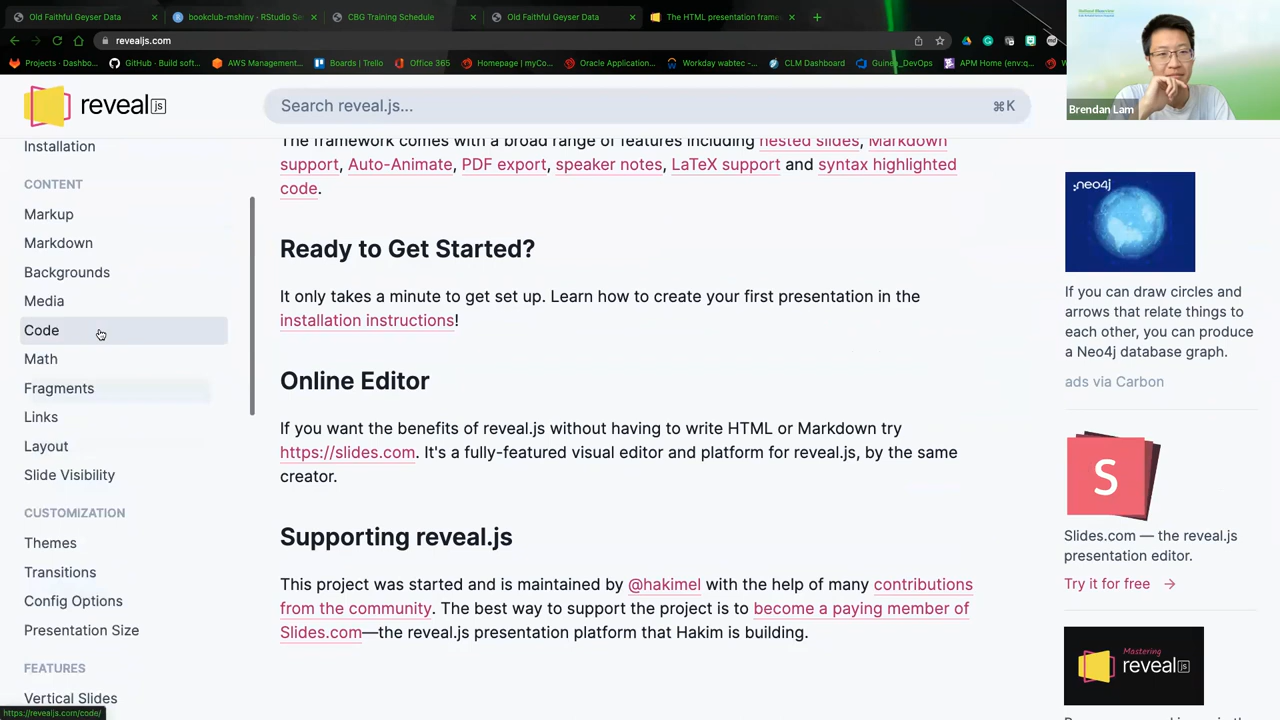 Old Faithful Geyser Data
bookclub-mshiny – RStudio Se
CBG Training Schedule
Old Faithful Geyser Data
The HTML presentation frame
revealjs.com
Projects · Dashbo...
GitHub · Build soft...
AWS Management...
Boards | Trello
Office 365
Homepage | myCo...
Oracle Application...
Workday wabtec -...
CLM Dashboard
Guinea_DevOps
APM Home (env:q...
Brendan Lam
reveal js
Search reveal.js...
⌘K
Installation
CONTENT
Markup
Markdown
Backgrounds
Media
Code
Math
Fragments
Links
Layout
Slide Visibility
CUSTOMIZATION
Themes
Transitions
Config Options
Presentation Size
FEATURES
Vertical Slides
https://revealjs.com/code/
The framework comes with a broad range of features including nested slides, Markdown
support, Auto-Animate, PDF export, speaker notes, LaTeX support and syntax highlighted
code.
Ready to Get Started?
It only takes a minute to get set up. Learn how to create your first presentation in the
installation instructions!
Online Editor
If you want the benefits of reveal.js without having to write HTML or Markdown try
https://slides.com. It's a fully-featured visual editor and platform for reveal.js, by the same
creator.
Supporting reveal.js
This project was started and is maintained by @hakimel with the help of many contributions
from the community. The best way to support the project is to become a paying member of
Slides.com—the reveal.js presentation platform that Hakim is building.
neo4j
If you can draw circles and
arrows that relate things to
each other, you can produce
a Neo4j database graph.
ads via Carbon
S
Slides.com — the reveal.js
presentation editor.
Try it for free →
Mastering
reveal js